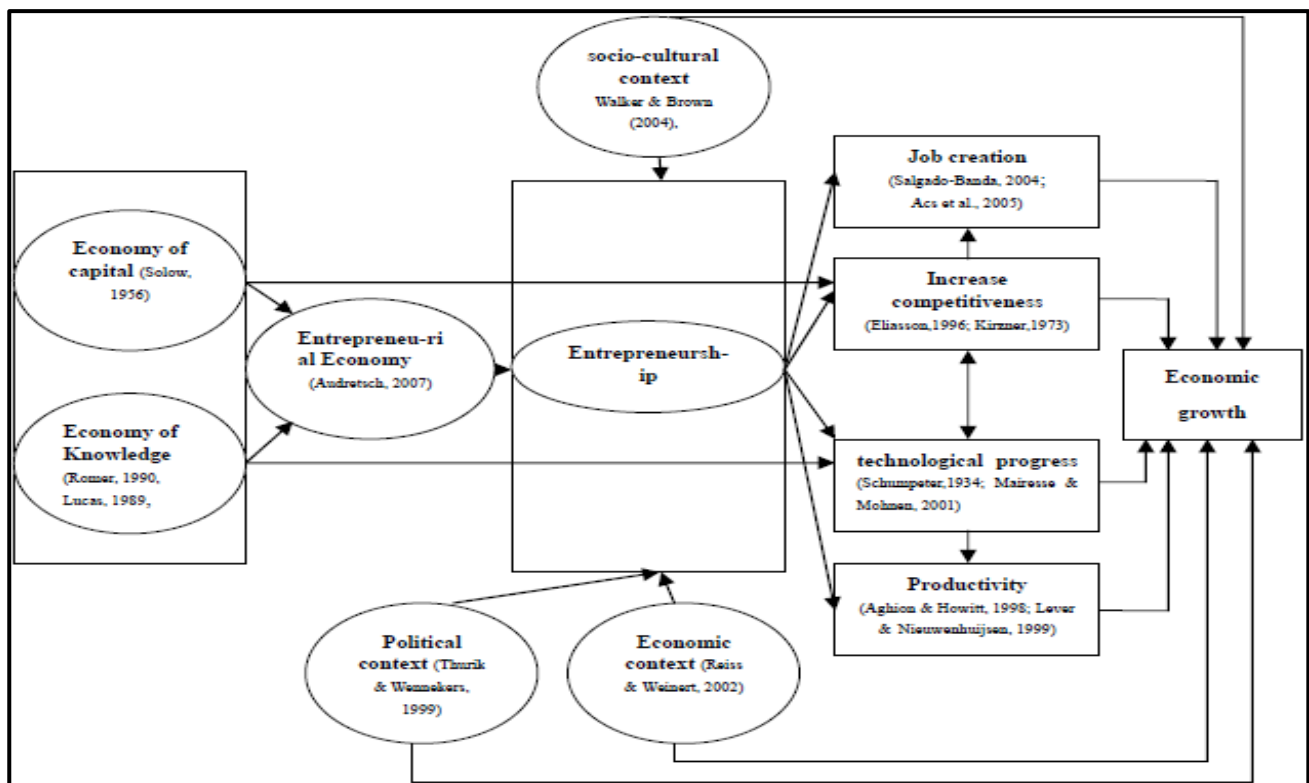 socio-cultural
context
Walker & Brown
(2004),
Economy of
capital (Solow,
1956)
Economy of
Knowledge
(Romer, 1990,
Lucas, 1989,
Entrepreneu-ri
al Economy
(Audretsch, 2007)
Entrepreneursh-
ip
Job creation
(Salgado-Banda, 2004;
Acs et al., 2005)
Increase
competitiveness
(Eliasson,1996; Kirzner,1973)
technological progress
(Schumpeter,1934; Mairesse &
Mohnen, 2001)
Productivity
(Aghion & Howitt, 1998; Lever
& Nieuwenhuijsen, 1999)
Economic
growth
Political
context (Thurik
& Wennekers,
1999)
Economic
context (Reiss
& Weinert, 2002)